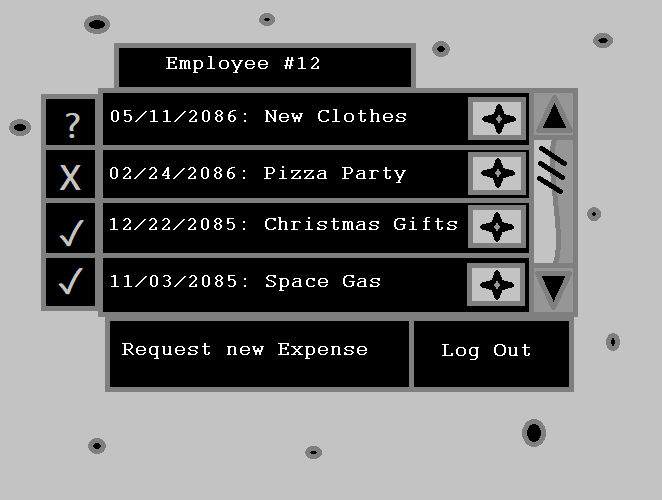 Employee #12
? 05/11/2086: New Clothes
X 02/24/2086: Pizza Party
✓ 12/22/2085: Christmas Gifts
✓ 11/03/2085: Space Gas
Request new Expense
Log Out